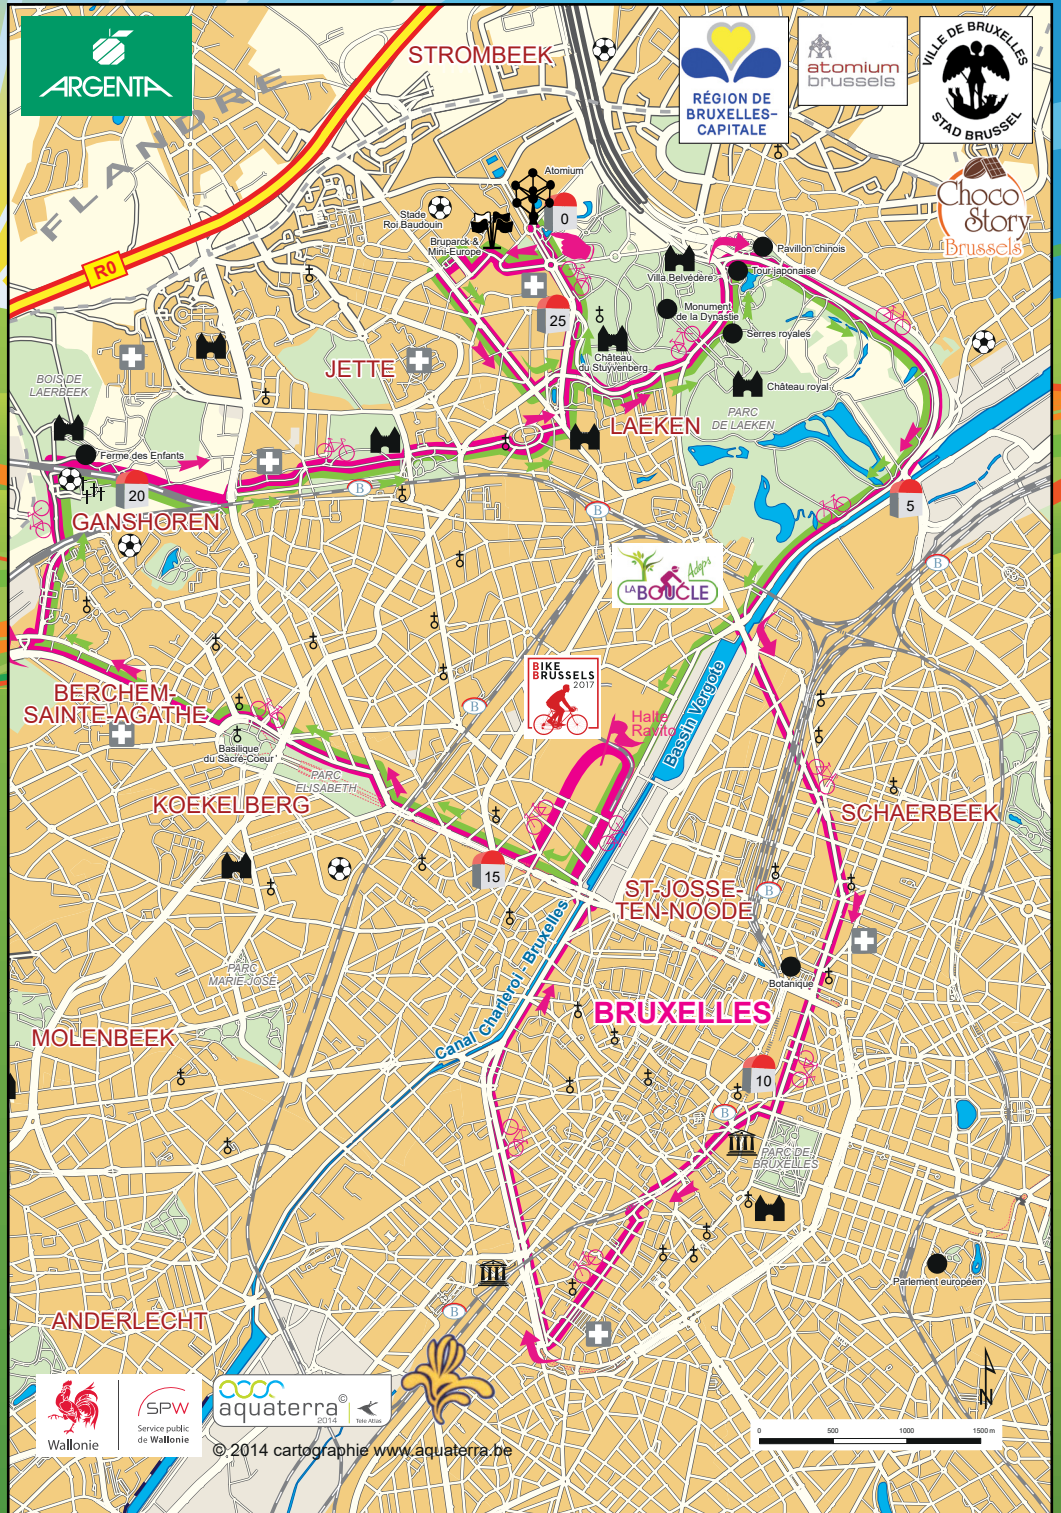 ARGENTA
STROMBEEK
RÉGION DE
BRUXELLES-
CAPITALE
atomium
brussels
VILLE DE BRUXELLES
STAD BRUSSEL
Choco
Story
Brussels
FLANDRE
R0
Atomium
0
Stade
Roi Baudouin
Bruparck &
Mini-Europe
Pavillon chinois
Tour japonaise
Villa Belvédère
Monument
de la Dynastie
Serres royales
25
Château
du Stuyvenberg
Château royal
JETTE
BOIS DE
LAERBEEK
LAEKEN
PARC
DE LAEKEN
Ferme des Enfants
20
B
5
GANSHOREN
B
B
Adeps
LA BOUCLE
BIKE
BRUSSELS
2017
BERCHEM-
SAINTE-AGATHE
B
Halte
Ravito
Bassin Vergote
Basilique
du Sacré-Coeur
PARC
ELISABETH
KOEKELBERG
SCHAERBEEK
15
ST-JOSSE-
TEN-NOODE
B
Canal Charleroi - Bruxelles
PARC
MARIE-JOSÉ
Botanique
BRUXELLES
MOLENBEEK
10
B
PARC DE
BRUXELLES
Parlement européen
B
ANDERLECHT
Wallonie
SPW
Service public
de Wallonie
aquaterra
©
2014
Tele Atlas
© 2014 cartographie www.aquaterra.be
N
0 500 1000 1500 m